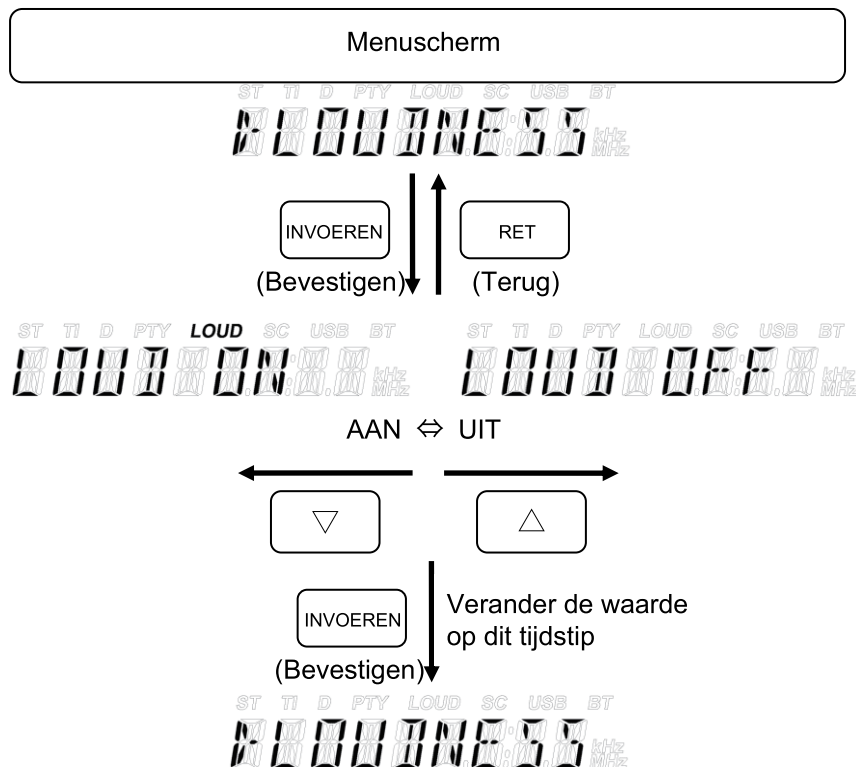 Menuscherm
ST TI D PTY LOUD SC USB BT
LOUDNESS kHz MHz
INVOEREN RET
(Bevestigen) (Terug)
ST TI D PTY LOUD SC USB BT ST TI D PTY LOUD SC USB BT
LOUD ON kHz MHz LOUD OFF kHz MHz
AAN ⇔ UIT
▽ △
INVOEREN
(Bevestigen)
Verander de waarde
op dit tijdstip
ST TI D PTY LOUD SC USB BT
LOUDNESS kHz MHz